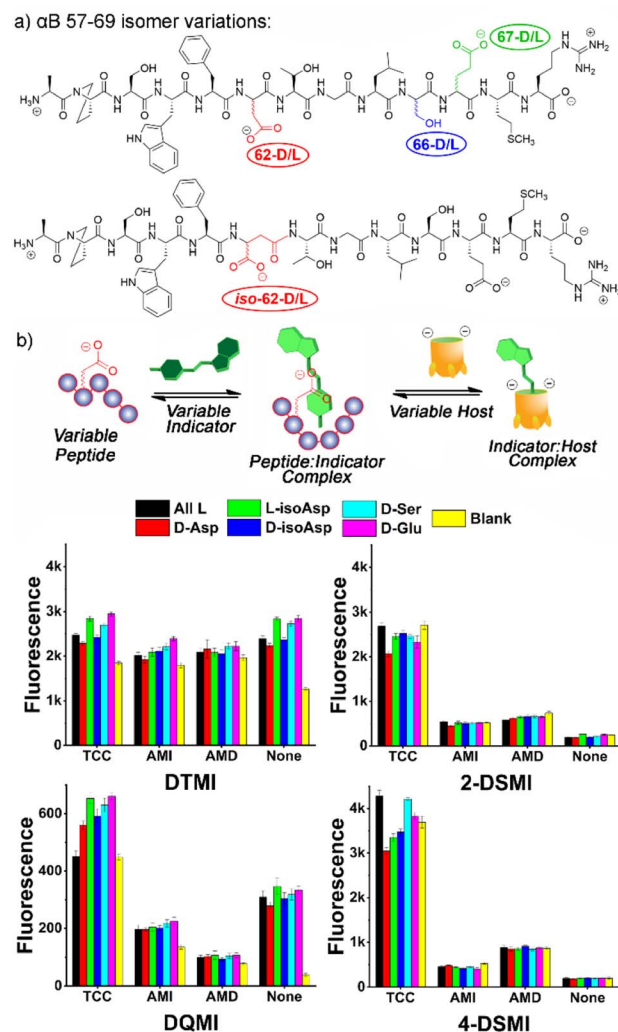 a) αB 57-69 isomer variations:
67-D/L
62-D/L
66-D/L
iso-62-D/L
b)
Variable Peptide
Variable Indicator
Peptide:Indicator Complex
Variable Host
Indicator:Host Complex
All L
L-isoAsp
D-Ser
Blank
D-Asp
D-isoAsp
D-Glu
Fluorescence
4k
3k
2k
1k
0
TCC AMI AMD None
DTMI
Fluorescence
4k
3k
2k
1k
0
TCC AMI AMD None
2-DSMI
Fluorescence
600
400
200
0
TCC AMI AMD None
DQMI
Fluorescence
4k
3k
2k
1k
0
TCC AMI AMD None
4-DSMI